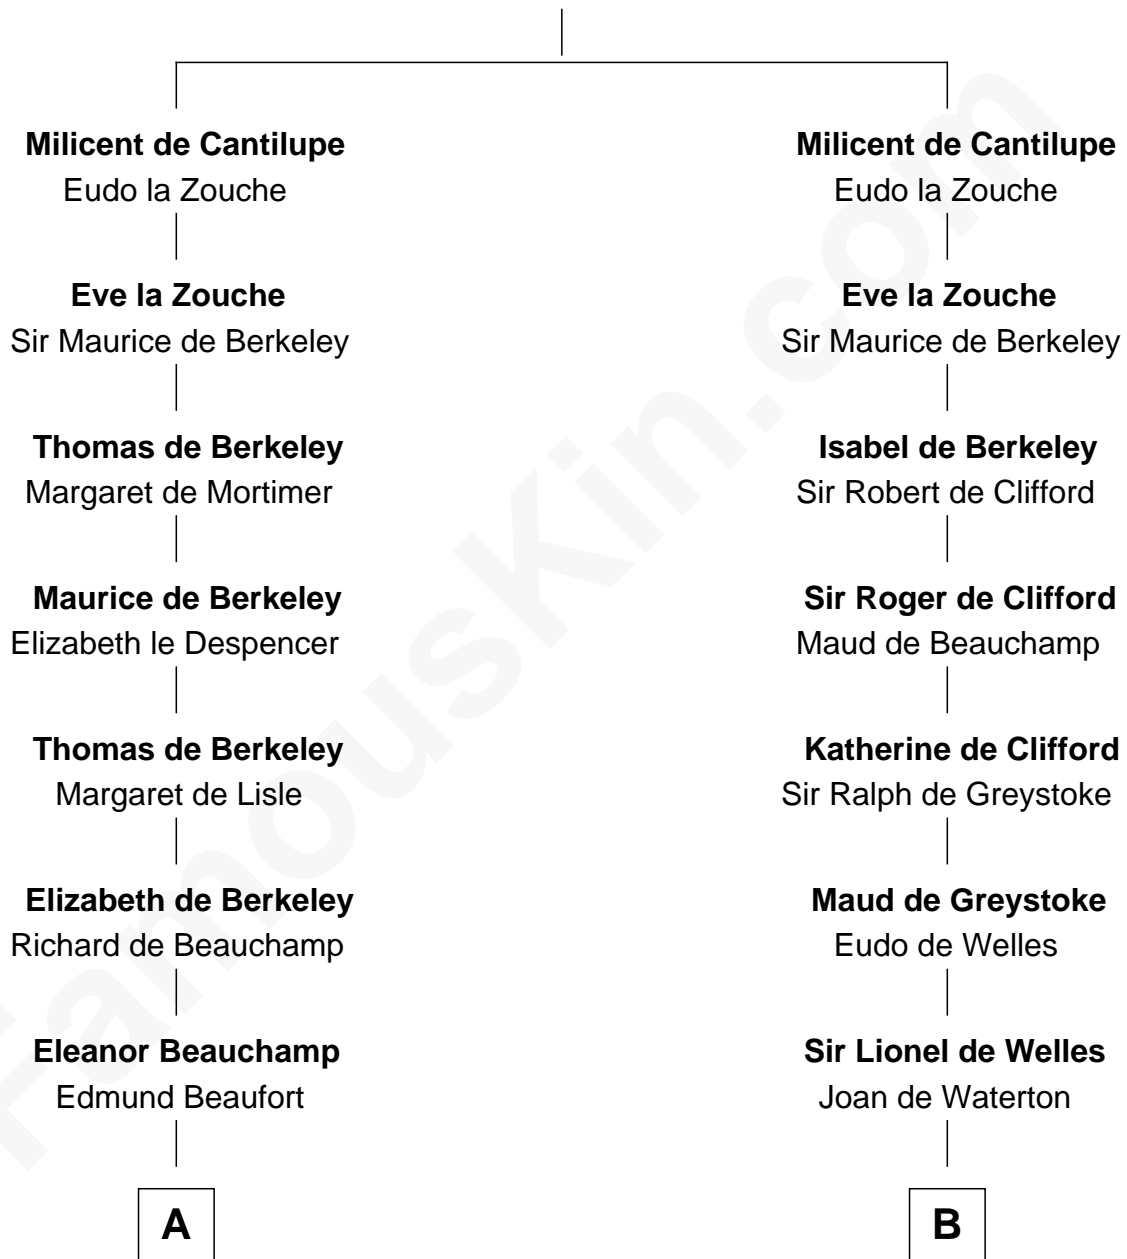 Milicent de Cantilupe
Eudo la Zouche
Eve la Zouche
Sir Maurice de Berkeley
Thomas de Berkeley
Margaret de Mortimer
Maurice de Berkeley
Elizabeth le Despencer
Thomas de Berkeley
Margaret de Lisle
Elizabeth de Berkeley
Richard de Beauchamp
Eleanor Beauchamp
Edmund Beaufort
A
Milicent de Cantilupe
Eudo la Zouche
Eve la Zouche
Sir Maurice de Berkeley
Isabel de Berkeley
Sir Robert de Clifford
Sir Roger de Clifford
Maud de Beauchamp
Katherine de Clifford
Sir Ralph de Greystoke
Maud de Greystoke
Eudo de Welles
Sir Lionel de Welles
Joan de Waterton
B
FamousKin.com